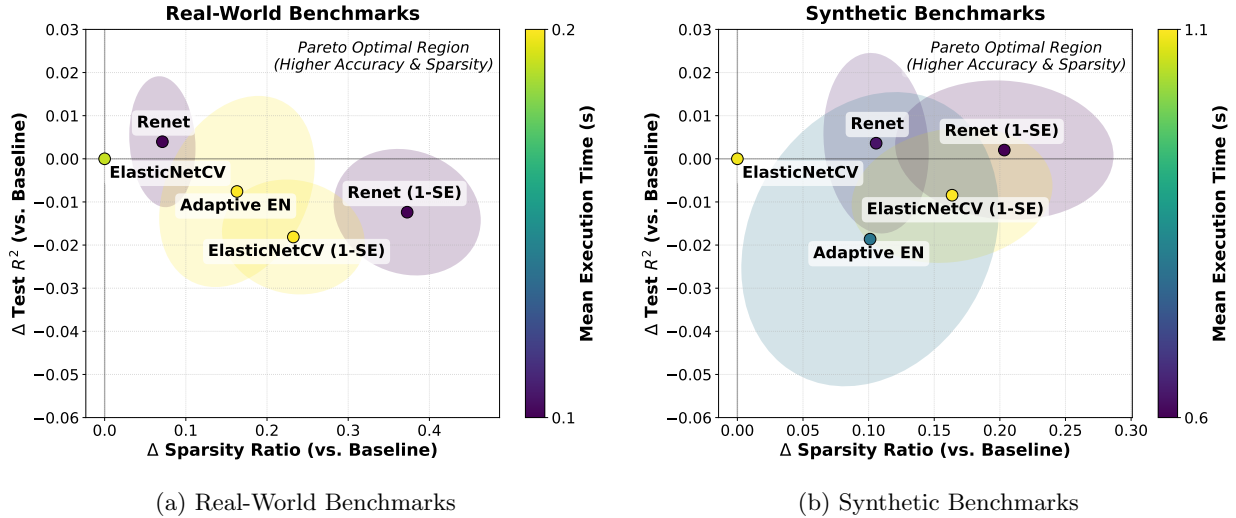 Real-World Benchmarks
0.03
0.02
0.01
0.00
−0.01
−0.02
−0.03
−0.04
−0.05
−0.06
Δ Test R² (vs. Baseline)
Pareto Optimal Region
(Higher Accuracy & Sparsity)
Renet
ElasticNetCV
Adaptive EN
Renet (1-SE)
ElasticNetCV (1-SE)
0.0 0.1 0.2 0.3 0.4
Δ Sparsity Ratio (vs. Baseline)
0.2
0.1
Mean Execution Time (s)
(a) Real-World Benchmarks
Synthetic Benchmarks
0.03
0.02
0.01
0.00
−0.01
−0.02
−0.03
−0.04
−0.05
−0.06
Δ Test R² (vs. Baseline)
Pareto Optimal Region
(Higher Accuracy & Sparsity)
Renet
Renet (1-SE)
ElasticNetCV
ElasticNetCV (1-SE)
Adaptive EN
0.00 0.05 0.10 0.15 0.20 0.25 0.30
Δ Sparsity Ratio (vs. Baseline)
1.1
0.6
Mean Execution Time (s)
(b) Synthetic Benchmarks